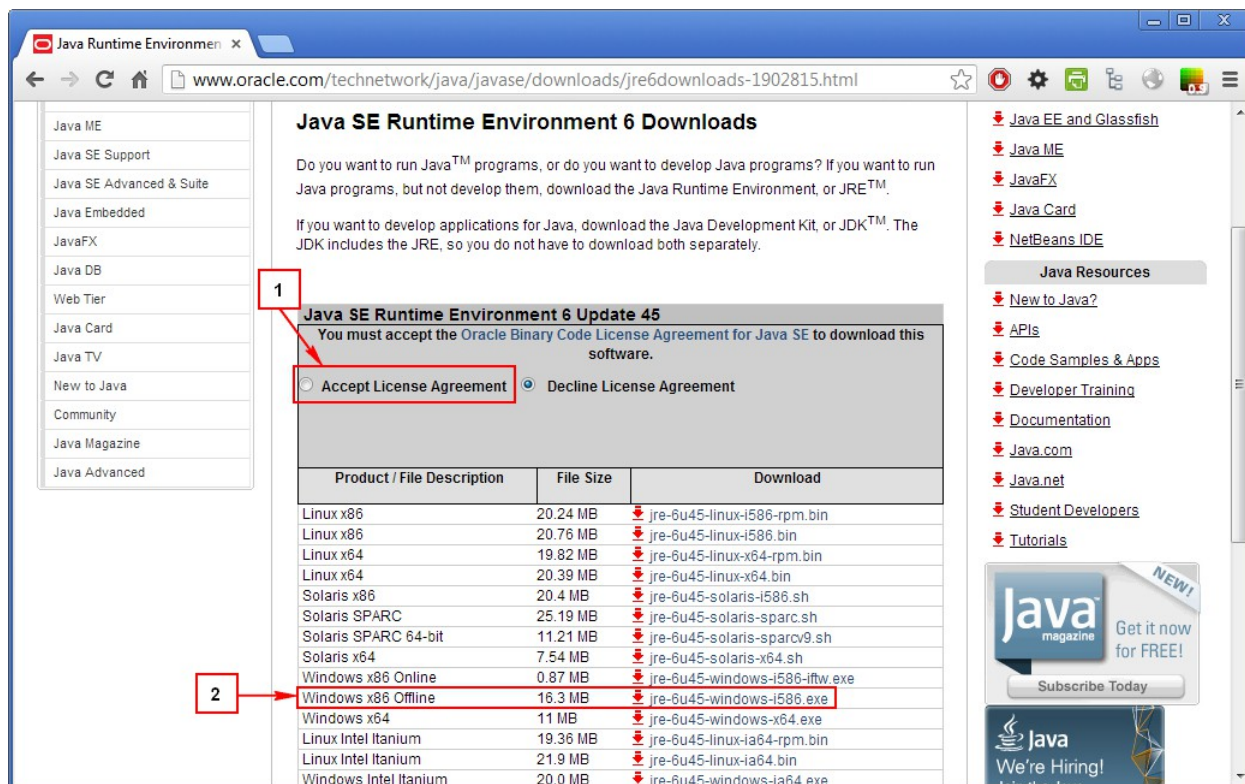 Java Runtime Environmen
www.oracle.com/technetwork/java/javase/downloads/jre6downloads-1902815.html
Java ME
Java SE Support
Java SE Advanced & Suite
Java Embedded
JavaFX
Java DB
Web Tier
Java Card
Java TV
New to Java
Community
Java Magazine
Java Advanced
Java SE Runtime Environment 6 Downloads
Do you want to run Java™ programs, or do you want to develop Java programs? If you want to run
Java programs, but not develop them, download the Java Runtime Environment, or JRE™.
If you want to develop applications for Java, download the Java Development Kit, or JDK™. The
JDK includes the JRE, so you do not have to download both separately.
1
Java SE Runtime Environment 6 Update 45
You must accept the Oracle Binary Code License Agreement for Java SE to download this
software.
Accept License Agreement Decline License Agreement
Product / File Description File Size Download
Linux x86 20.24 MB jre-6u45-linux-i586-rpm.bin
Linux x86 20.76 MB jre-6u45-linux-i586.bin
Linux x64 19.82 MB jre-6u45-linux-x64-rpm.bin
Linux x64 20.39 MB jre-6u45-linux-x64.bin
Solaris x86 20.4 MB jre-6u45-solaris-i586.sh
Solaris SPARC 25.19 MB jre-6u45-solaris-sparc.sh
Solaris SPARC 64-bit 11.21 MB jre-6u45-solaris-sparcv9.sh
Solaris x64 7.54 MB jre-6u45-solaris-x64.sh
Windows x86 Online 0.87 MB jre-6u45-windows-i586-iftw.exe
2
Windows x86 Offline 16.3 MB jre-6u45-windows-i586.exe
Windows x64 11 MB jre-6u45-windows-x64.exe
Linux Intel Itanium 19.36 MB jre-6u45-linux-ia64-rpm.bin
Linux Intel Itanium 21.9 MB jre-6u45-linux-ia64.bin
Windows Intel Itanium 20.0 MB jre-6u45-windows-ia64.exe
Java EE and Glassfish
Java ME
JavaFX
Java Card
NetBeans IDE
Java Resources
New to Java?
APIs
Code Samples & Apps
Developer Training
Documentation
Java.com
Java.net
Student Developers
Tutorials
NEW!
Java
magazine
Get it now
for FREE!
Subscribe Today
Java
We're Hiring!